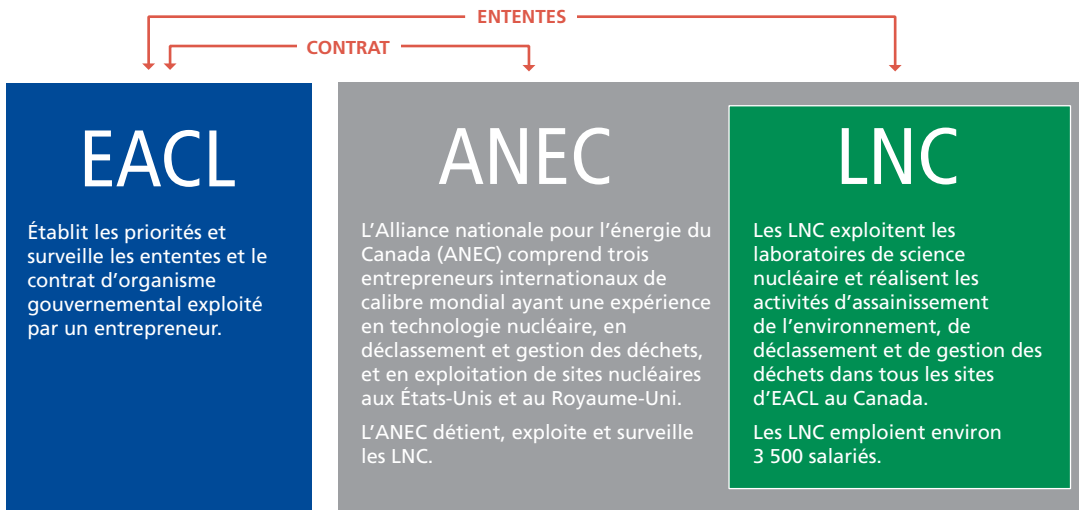 ENTENTES
CONTRAT
EACL
Établit les priorités et
surveille les ententes et le
contrat d'organisme
gouvernemental exploité
par un entrepreneur.
ANEC
L'Alliance nationale pour l'énergie du
Canada (ANEC) comprend trois
entrepreneurs internationaux de
calibre mondial ayant une expérience
en technologie nucléaire, en
déclassement et gestion des déchets,
et en exploitation de sites nucléaires
aux États-Unis et au Royaume-Uni.
L'ANEC détient, exploite et surveille
les LNC.
LNC
Les LNC exploitent les
laboratoires de science
nucléaire et réalisent les
activités d'assainissement
de l'environnement, de
déclassement et de gestion des
déchets dans tous les sites
d'EACL au Canada.
Les LNC emploient environ
3 500 salariés.